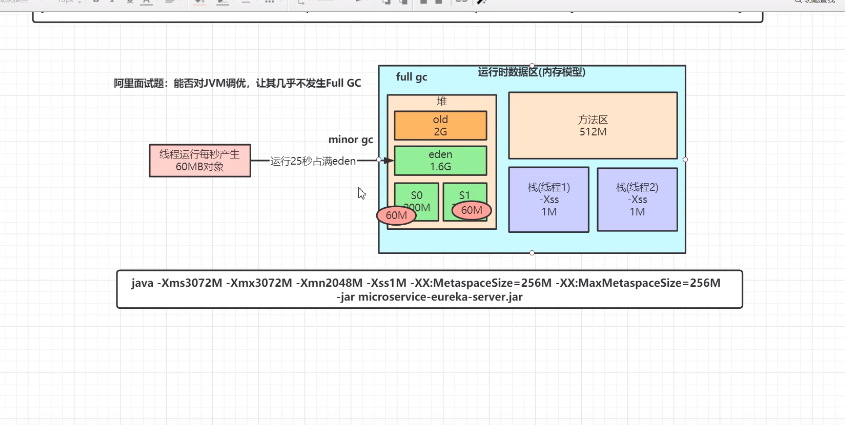 full gc
运行时数据区(内存模型)
阿里面试题：能否对JVM调优，让其几乎不发生Full GC
堆
old
2G
方法区
512M
minor gc
线程运行每秒产生
60MB对象
运行25秒占满eden
eden
1.6G
S0
60M
S1
60M
栈(线程1)
-Xss
1M
栈(线程2)
-Xss
1M
java -Xms3072M -Xmx3072M -Xmn2048M -Xss1M -XX:MetaspaceSize=256M -XX:MaxMetaspaceSize=256M
-jar microservice-eureka-server.jar